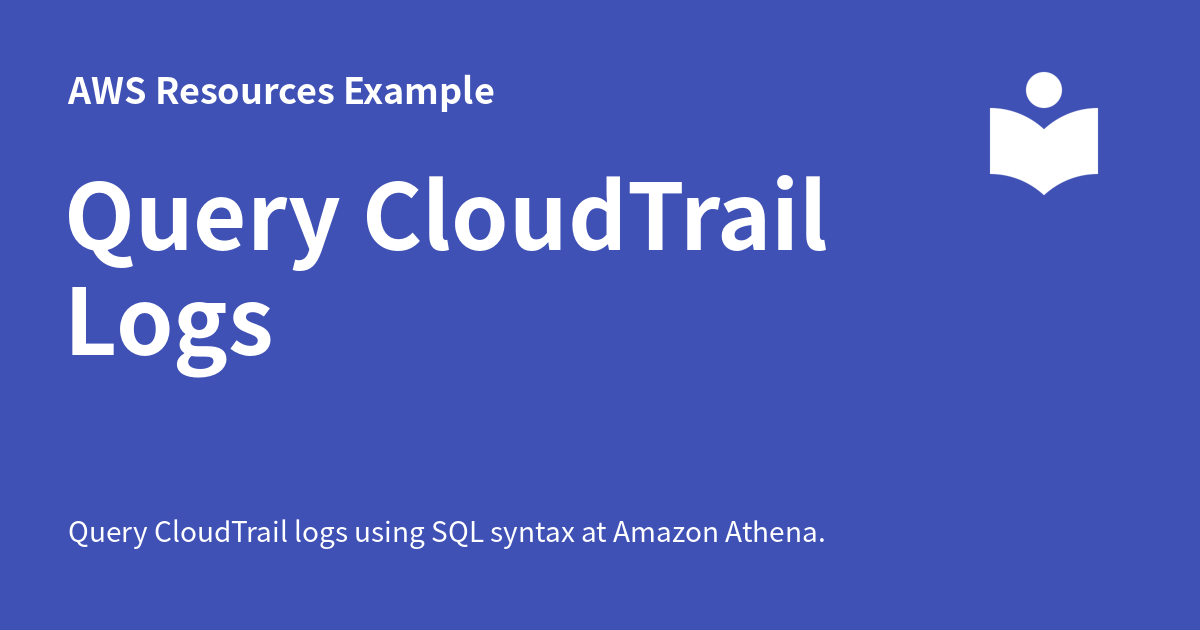 AWS Resources Example
Query CloudTrail
Logs
Query CloudTrail logs using SQL syntax at Amazon Athena.